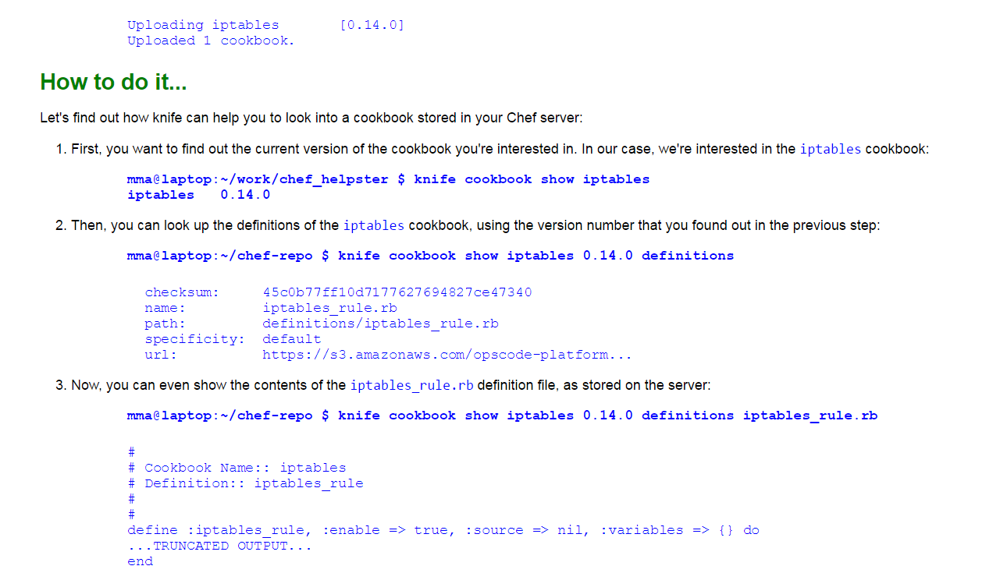 Uploading iptables [0.14.0]
Uploaded 1 cookbook.
How to do it...
Let's find out how knife can help you to look into a cookbook stored in your Chef server:
1. First, you want to find out the current version of the cookbook you're interested in. In our case, we're interested in the iptables cookbook:
mma@laptop:~/work/chef_helpster $ knife cookbook show iptables
iptables 0.14.0
2. Then, you can look up the definitions of the iptables cookbook, using the version number that you found out in the previous step:
mma@laptop:~/chef-repo $ knife cookbook show iptables 0.14.0 definitions
checksum: 45c0b77ff10d7177627694827ce47340
name: iptables_rule.rb
path: definitions/iptables_rule.rb
specificity: default
url: https://s3.amazonaws.com/opscode-platform...
3. Now, you can even show the contents of the iptables_rule.rb definition file, as stored on the server:
mma@laptop:~/chef-repo $ knife cookbook show iptables 0.14.0 definitions iptables_rule.rb
#
# Cookbook Name:: iptables
# Definition:: iptables_rule
#
#
define :iptables_rule, :enable => true, :source => nil, :variables => {} do
...TRUNCATED OUTPUT...
end